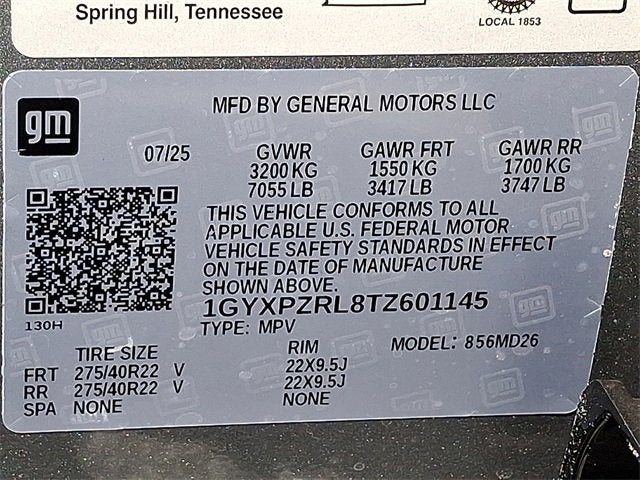 Spring Hill, Tennessee
LOCAL 1853
gm
MFD BY GENERAL MOTORS LLC
07/25 GVWR GAWR FRT GAWR RR
3200 KG 1550 KG 1700 KG
7055 LB 3417 LB 3747 LB
THIS VEHICLE CONFORMS TO ALL
APPLICABLE U.S. FEDERAL MOTOR
VEHICLE SAFETY STANDARDS IN EFFECT
ON THE DATE OF MANUFACTURE
SHOWN ABOVE.
1GYXPZRL8TZ601145
130H
TYPE: MPV
TIRE SIZE RIM MODEL: 856MD26
FRT 275/40R22 V 22X9.5J
RR 275/40R22 V 22X9.5J
SPA NONE NONE